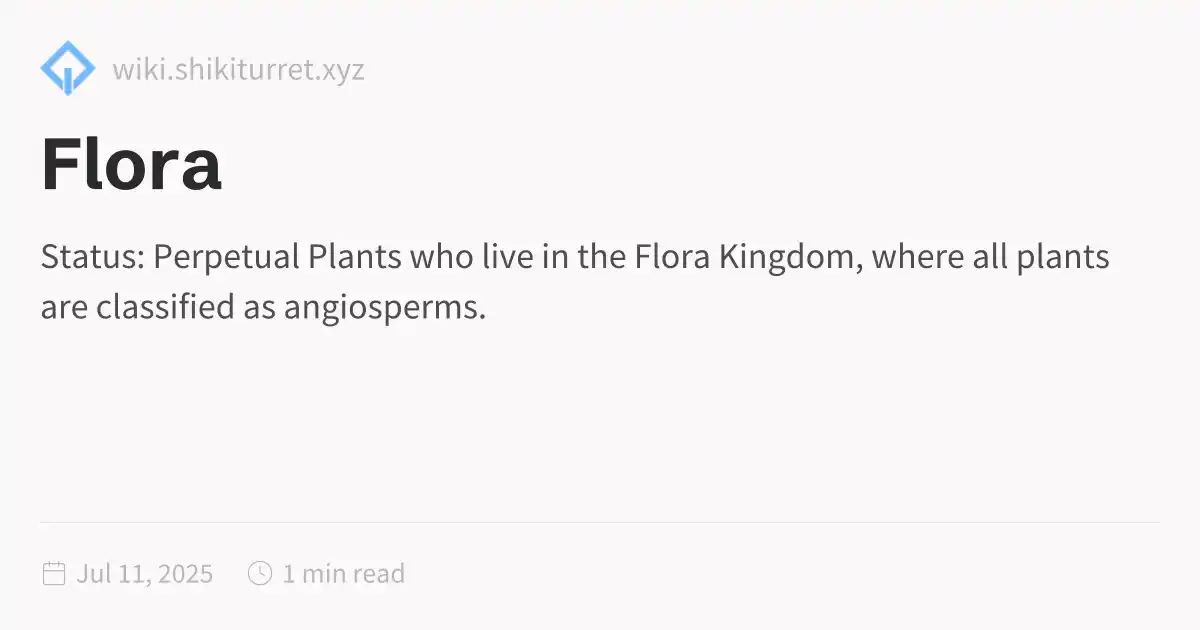 wiki.shikiturret.xyz
Flora
Status: Perpetual Plants who live in the Flora Kingdom, where all plants
are classified as angiosperms.
Jul 11, 2025 1 min read